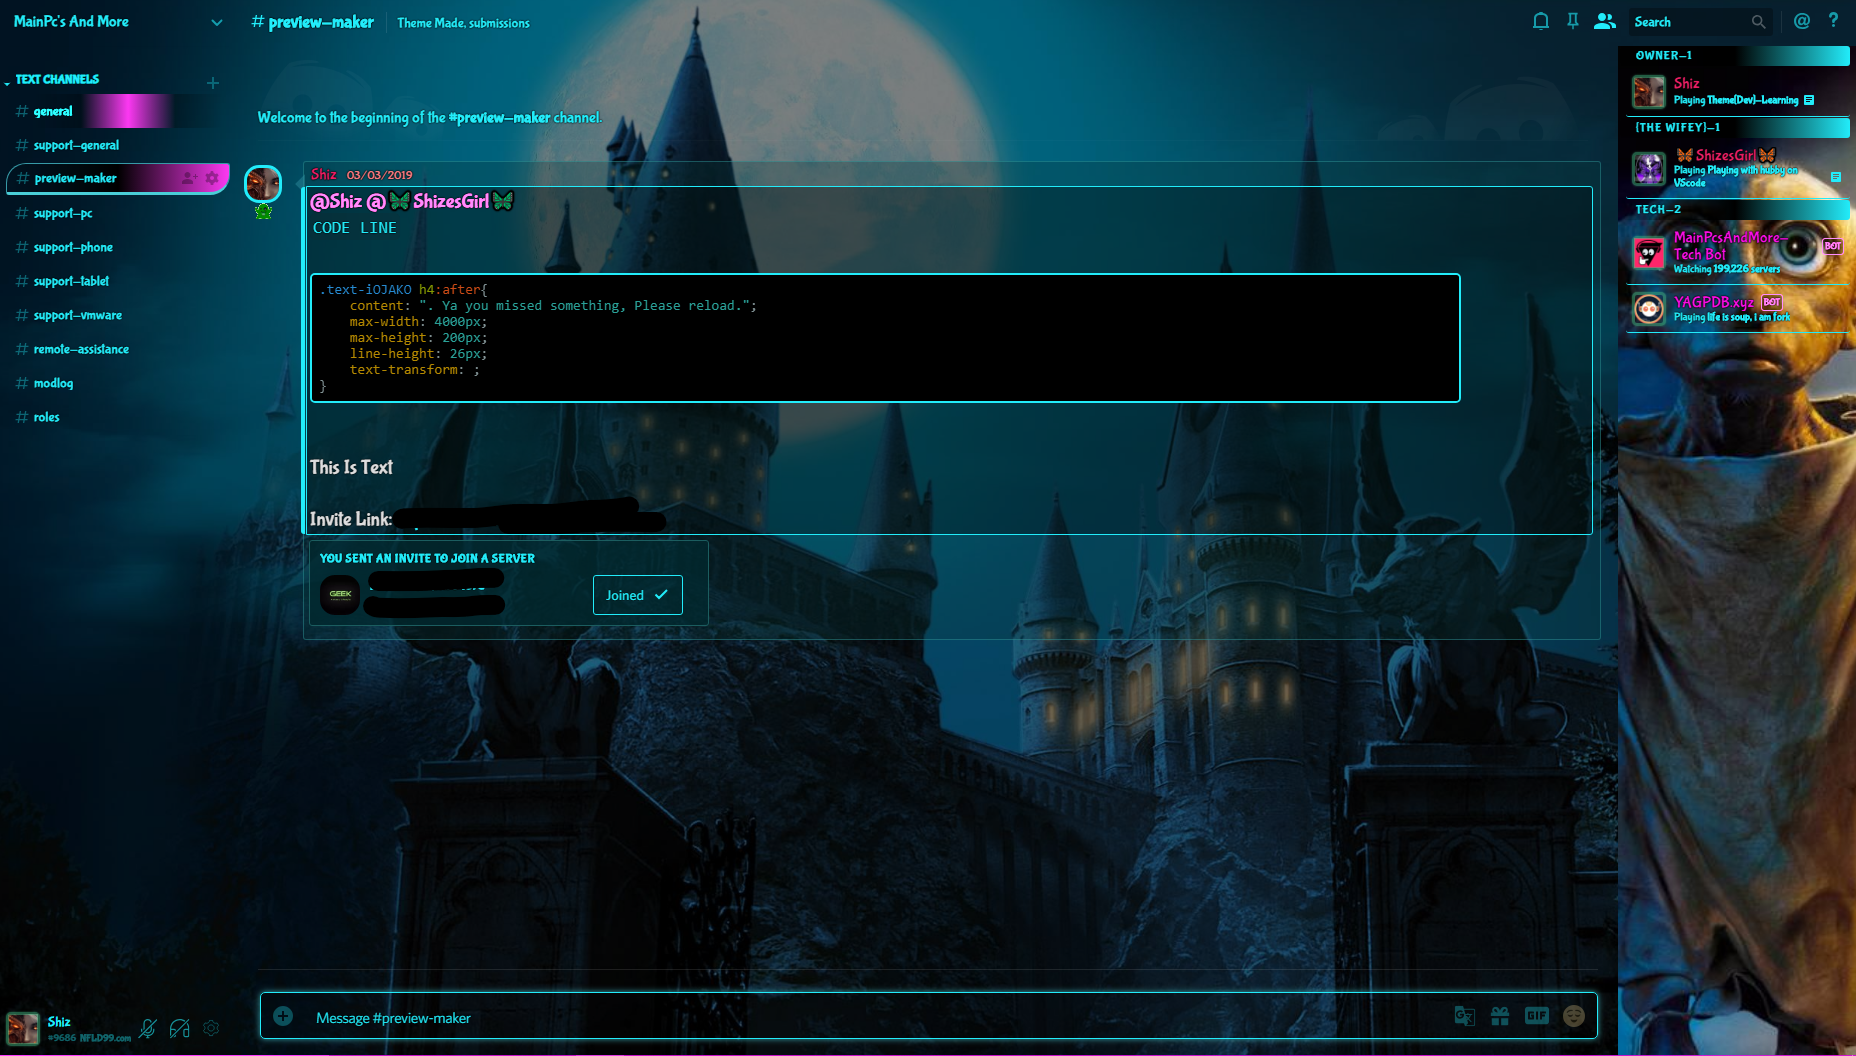 MainPc's And More
# preview-maker
Theme Made, submissions
Search
TEXT CHANNELS
general
support-general
preview-maker
support-pc
support-phone
support-tablet
support-vmware
remote-assistance
modlog
roles
Welcome to the beginning of the #preview-maker channel.
Shiz 03/03/2019
@Shiz @ShizesGirl
CODE LINE
.text-iOJAKO h4:after{
content: ". Ya you missed something, Please reload.";
max-width: 4000px;
max-height: 200px;
line-height: 26px;
text-transform: ;
}
This Is Text
Invite Link:
YOU SENT AN INVITE TO JOIN A SERVER
GEEK
Joined
Message #preview-maker
GIF
Shiz
#9686 NFLD99.com
OWNER-1
Shiz
Playing Theme[Dev]-Learning
[THE WIFEY]-1
ShizesGirl
Playing Playing with hubby on
VScode
TECH-2
MainPcsAndMore-
Tech Bot
BOT
Watching 199,226 servers
YAGPDB.xyz BOT
Playing life is soup, i am fork